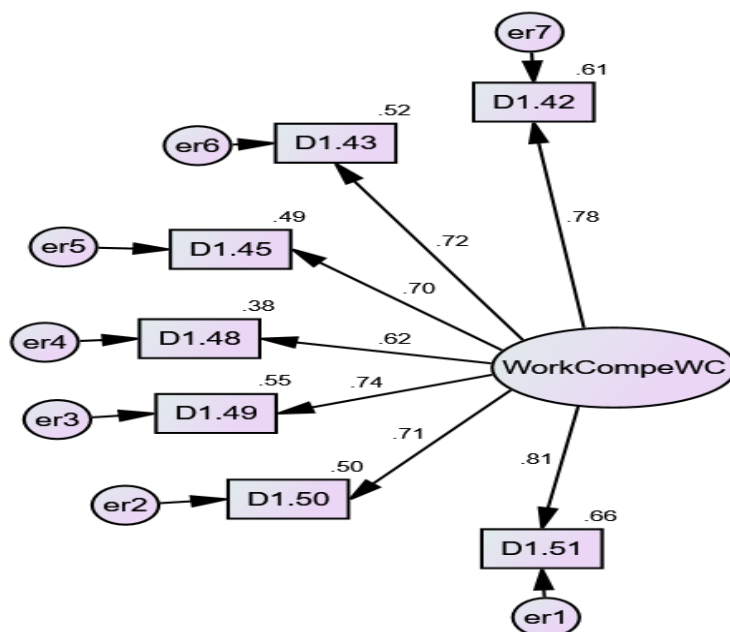 er7
.61
D1.42
.52
er6
D1.43
.78
.72
.49
er5
D1.45
.70
.38
er4
D1.48
.62
WorkCompeWC
.55
.74
er3
D1.49
.71
.50
er2
D1.50
.81
.66
D1.51
er1